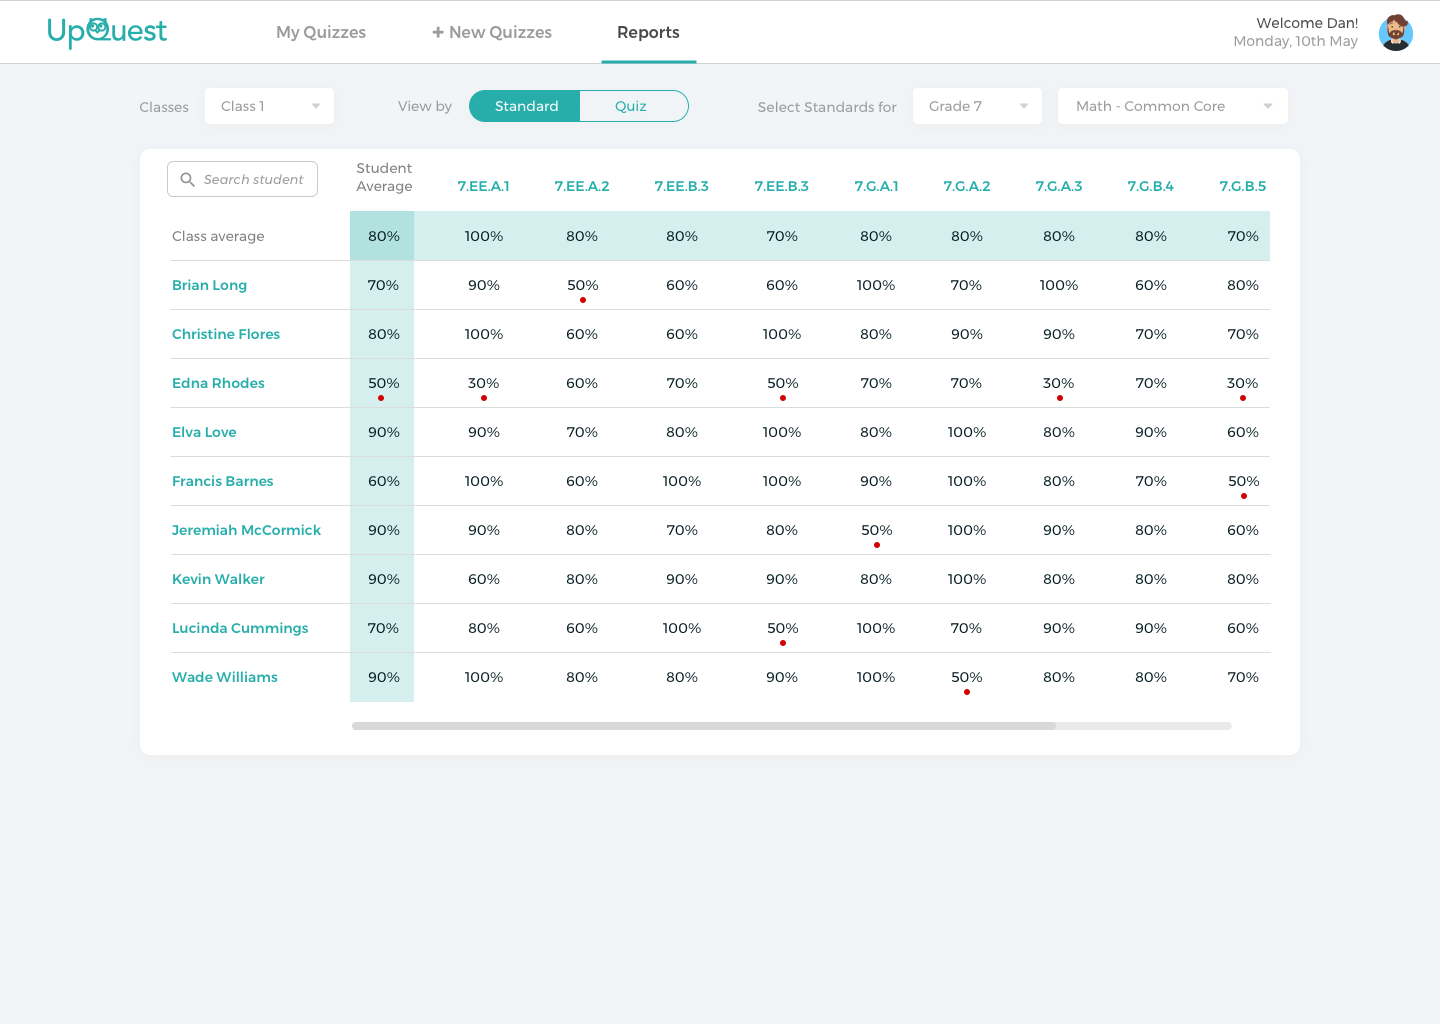 UpQuest My Quizzes + New Quizzes Reports Welcome Dan!
Monday, 10th May
Classes Class 1 View by Standard Quiz Select Standards for Grade 7 Math - Common Core
Search student Student Average 7.EE.A.1 7.EE.A.2 7.EE.B.3 7.EE.B.3 7.G.A.1 7.G.A.2 7.G.A.3 7.G.B.4 7.G.B.5
Class average 80% 100% 80% 80% 70% 80% 80% 80% 80% 70%
Brian Long 70% 90% 50% 60% 60% 100% 70% 100% 60% 80%
Christine Flores 80% 100% 60% 60% 100% 80% 90% 90% 70% 70%
Edna Rhodes 50% 30% 60% 70% 50% 70% 70% 30% 70% 30%
Elva Love 90% 90% 70% 80% 100% 80% 100% 80% 90% 60%
Francis Barnes 60% 100% 60% 100% 100% 90% 100% 80% 70% 50%
Jeremiah McCormick 90% 90% 80% 70% 80% 50% 100% 90% 80% 60%
Kevin Walker 90% 60% 80% 90% 90% 80% 100% 80% 80% 80%
Lucinda Cummings 70% 80% 60% 100% 50% 100% 70% 90% 90% 60%
Wade Williams 90% 100% 80% 80% 90% 100% 50% 80% 80% 70%